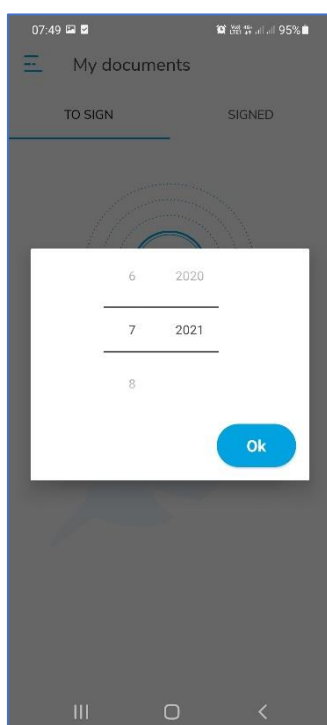 07:49 95%
My documents
TO SIGN SIGNED
6 2020
7 2021
8
Ok